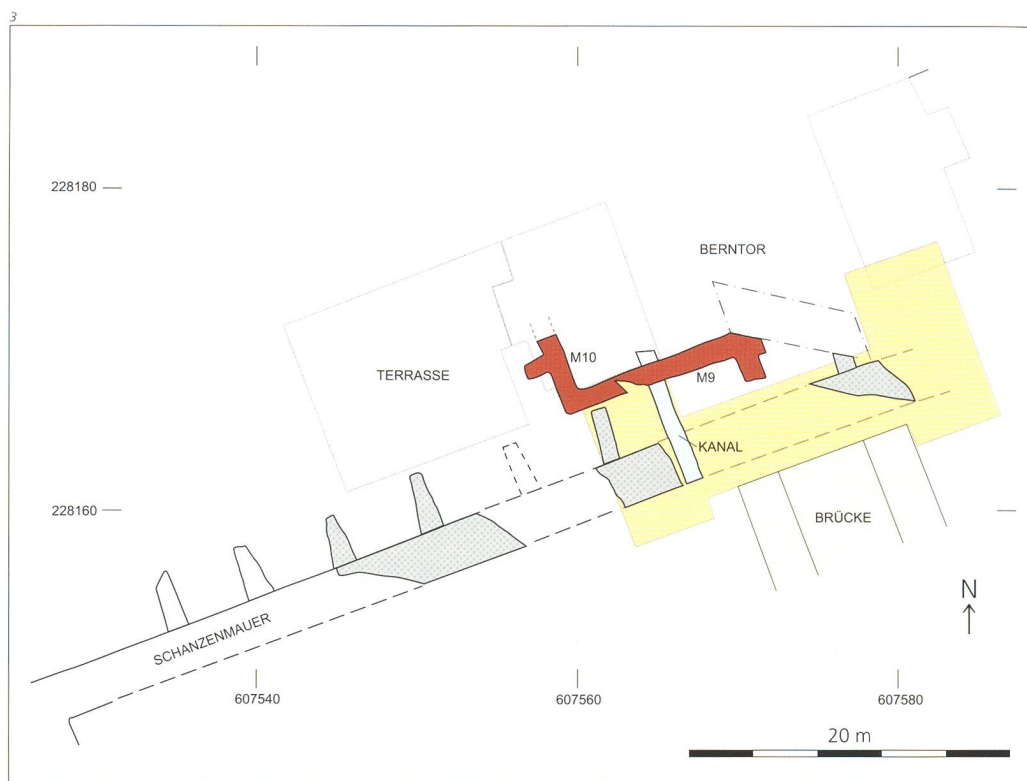 3
228180
BERNTOR
M10
TERRASSE
M9
KANAL
228160
BRÜCKE
N
SCHANZENMAUER
607540
607560
607580
20 m